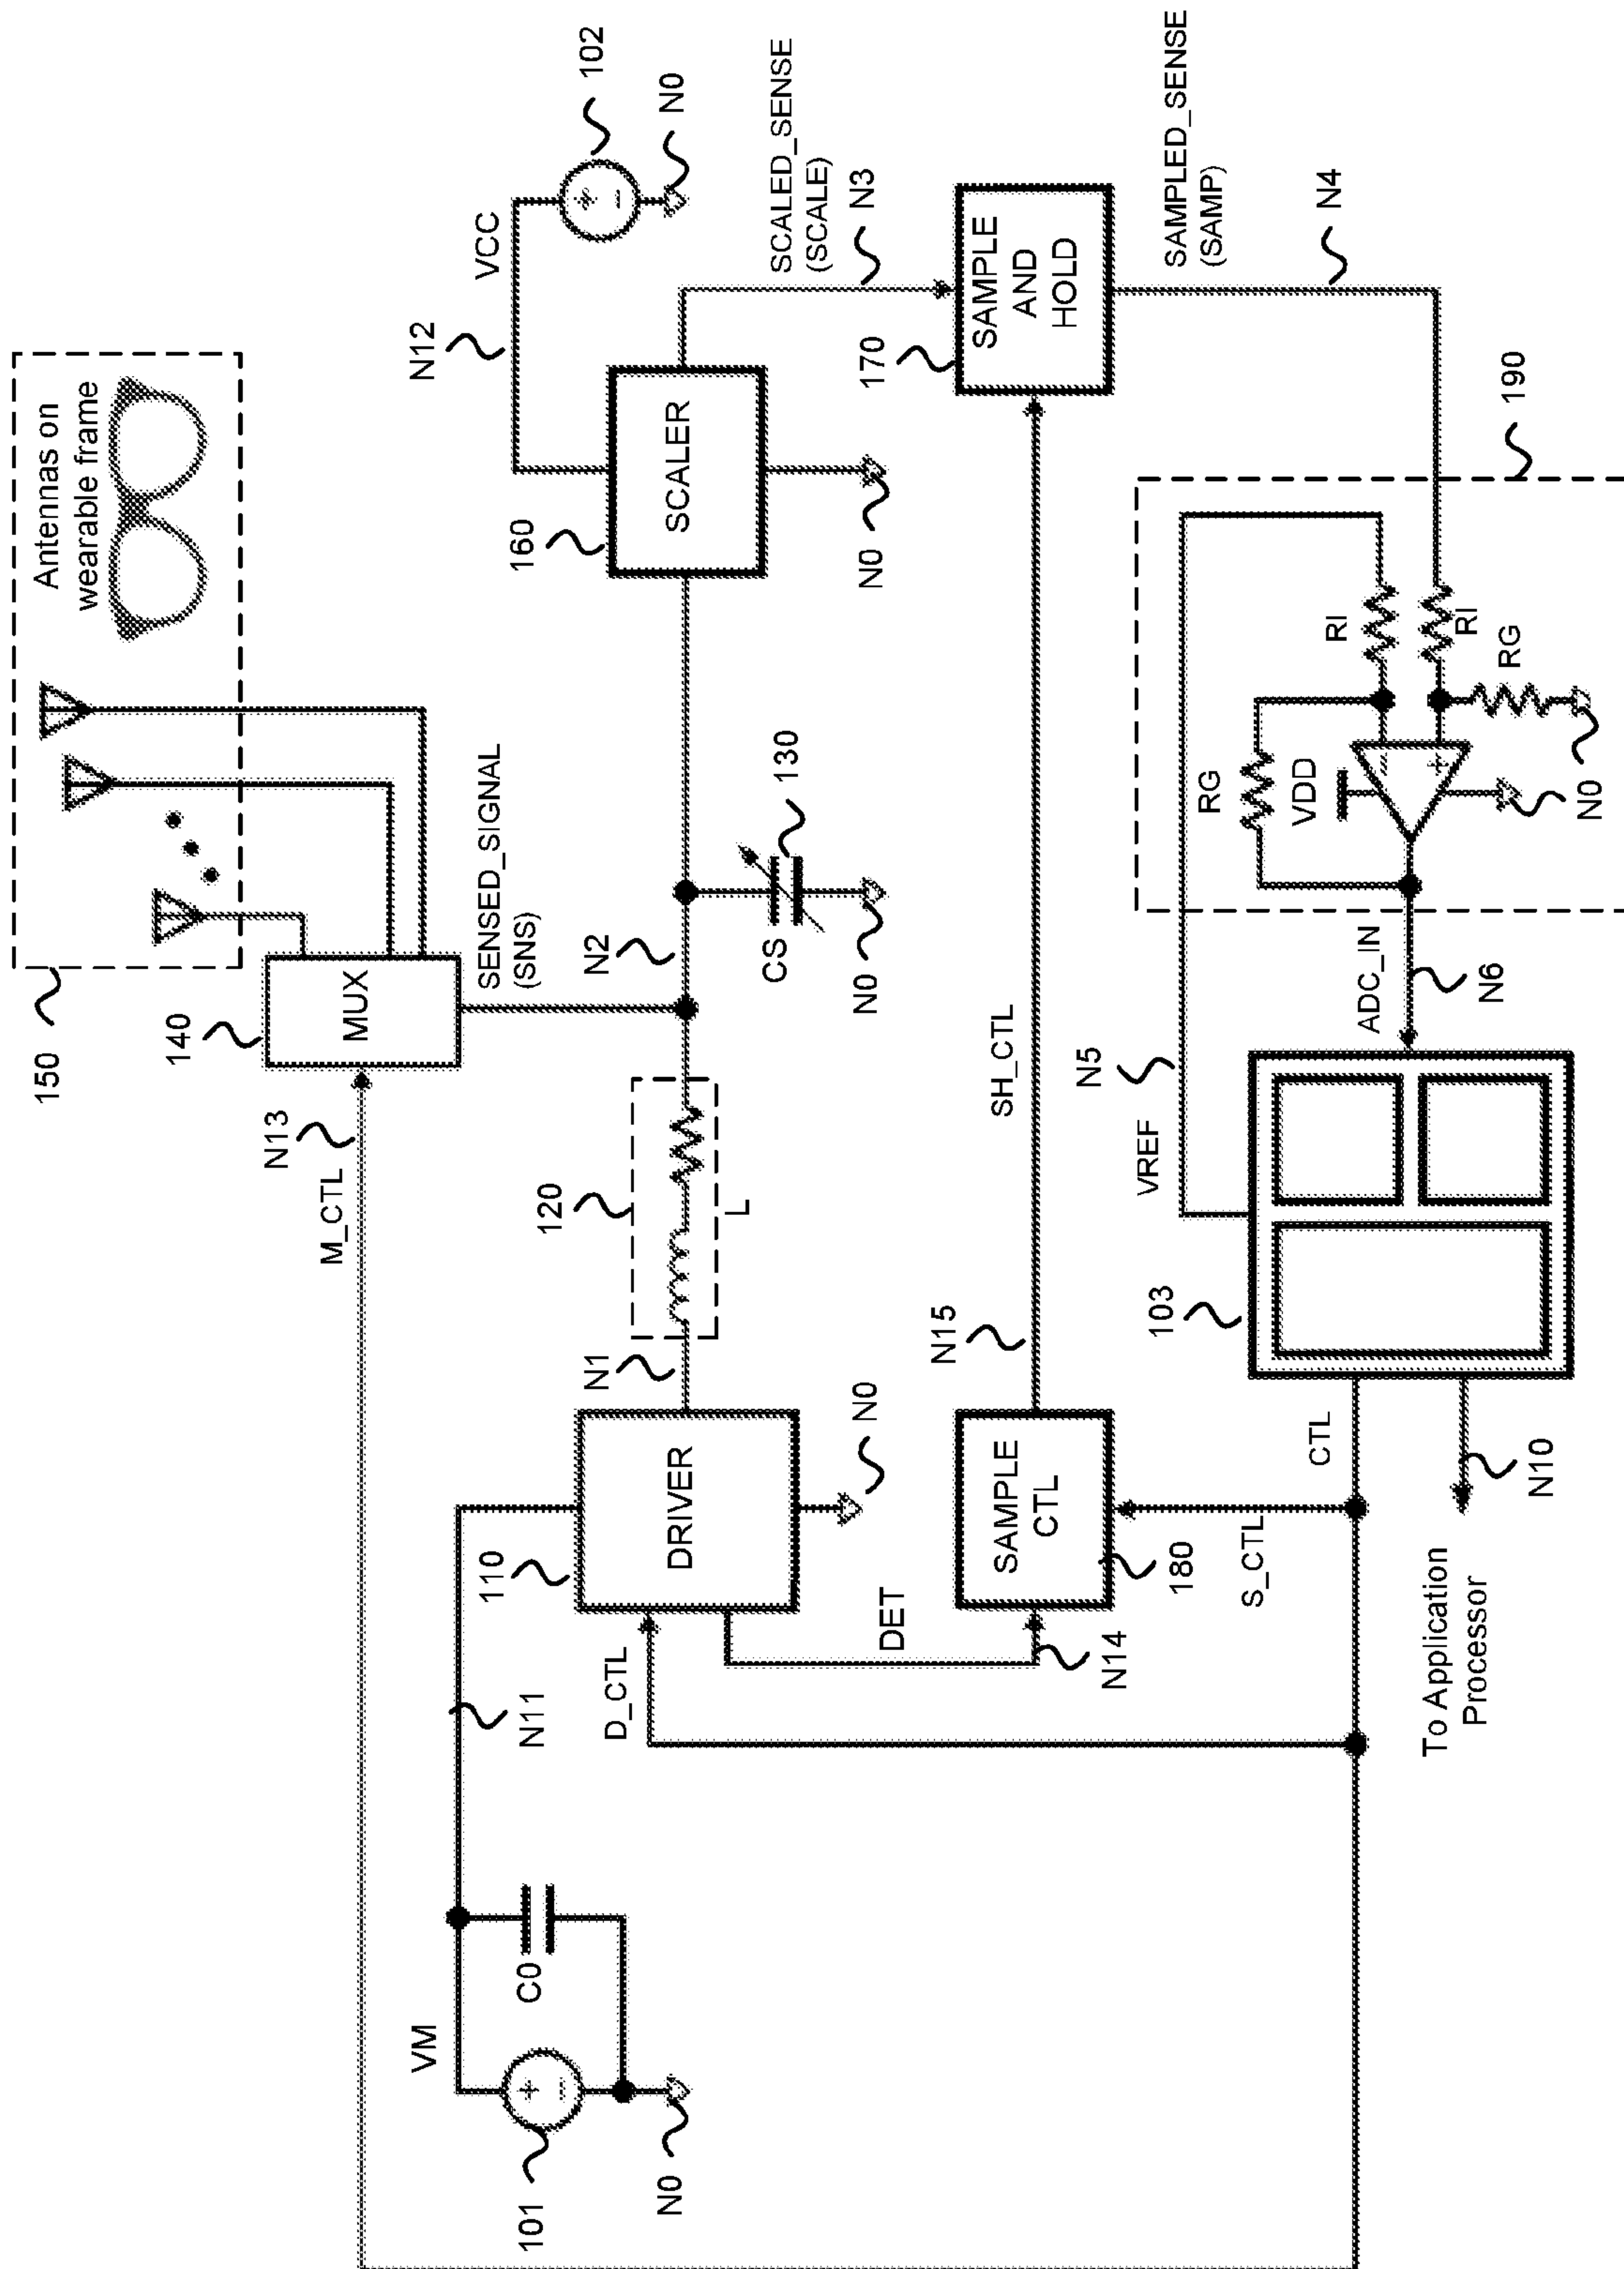 Antennas on
wearable frame
150
140
MUX
N13
M_CTL
SENSED_SIGNAL
(SNS)
VCC
102
N0
N12
160
SCALER
N0
SCALED_SENSE
(SCALE)
N3
N2
CS
130
N0
120
L
N1
110
DRIVER
N0
N11
D_CTL
DET
N14
VM
C0
101
N0
170
SAMPLE
AND
HOLD
SAMPLED_SENSE
(SAMP)
N4
SH_CTL
N15
SAMPLE
CTL
180
S_CTL
190
RI
RI
RG
N0
RG
VDD
N0
ADC_IN
N6
N5
VREF
103
CTL
N10
To Application
Processor